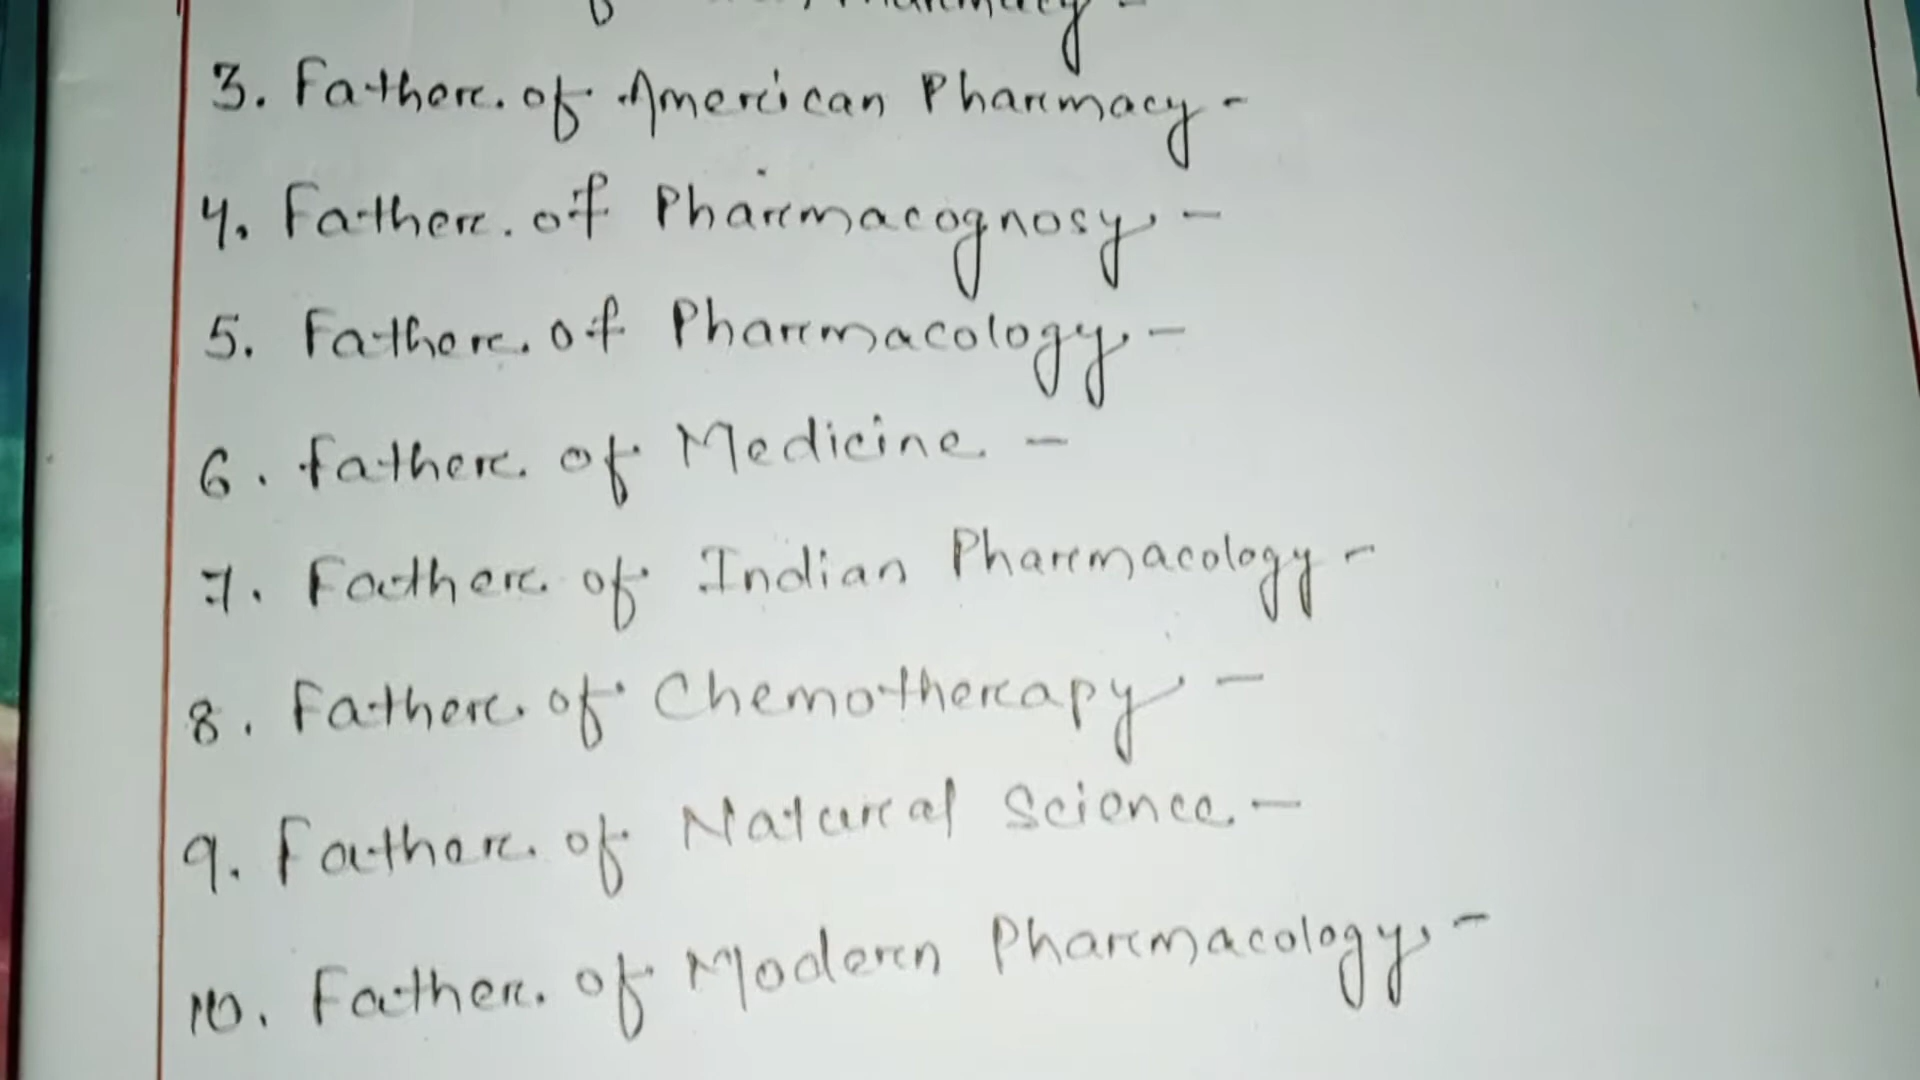 3. Father. of American Pharmacy -
4. Father. of Pharmacognosy. -
5. Father. of Pharmacology. -
6. father. of Medicine. -
7. Father. of Indian Pharmacology -
8. Father. of Chemotherapy. -
9. Father. of Natural Science. -
10. Father. of Modern Pharmacology. -